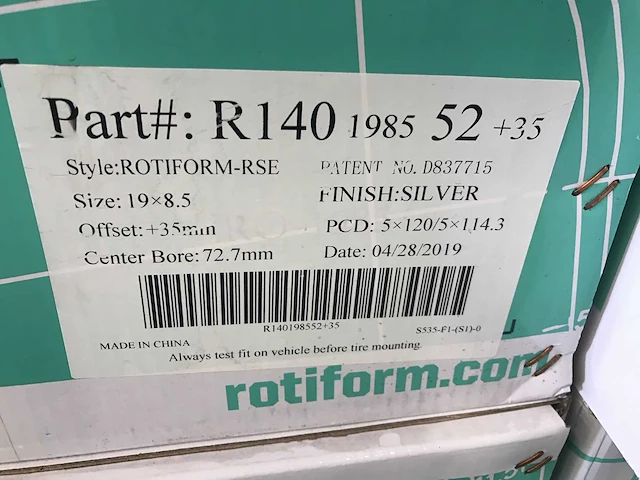 Part#: R140 1985 52 +35
Style:ROTIFORM-RSE PATENT NO. D837715
Size: 19×8.5 FINISH:SILVER
Offset: +35mm PCD: 5×120/5×114.3
Center Bore: 72.7mm Date: 04/28/2019
R140198552+35 S535-F1-(S1)-0
MADE IN CHINA
Always test fit on vehicle before tire mounting.
rotiform.com